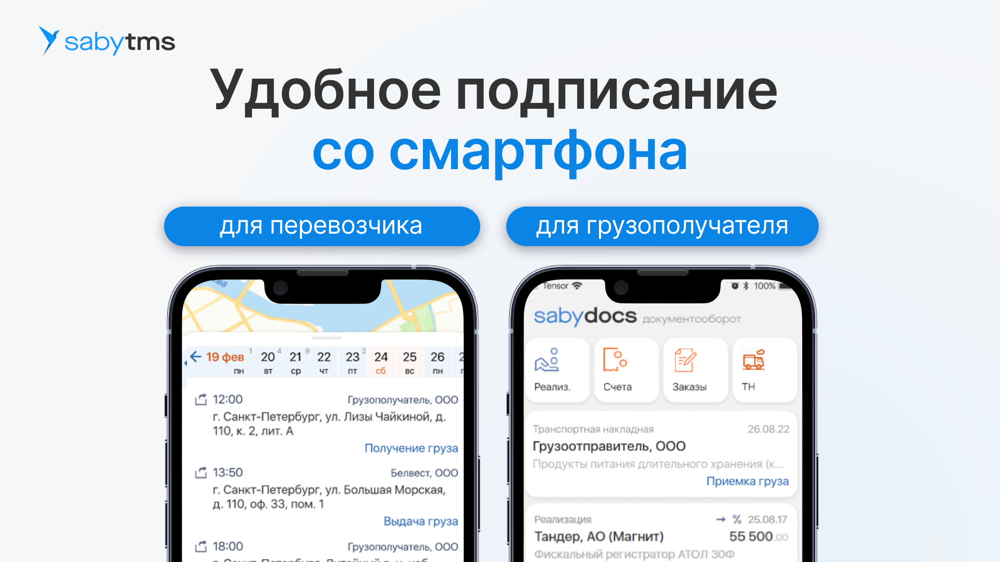 sabytms
Удобное подписание
со смартфона
для перевозчика
для грузополучателя
19 фев 1
пн
20 4
вт
21 9
ср
22
чт
23 2
пт
24
сб
25
вс
26
пн
12:00 Грузополучатель, ООО
г. Санкт-Петербург, ул. Лизы Чайкиной, д.
110, к. 2, лит. А
Получение груза
13:50 Белвест, ООО
г. Санкт-Петербург, ул. Большая Морская,
д. 110, оф. 33, пом. 1
Выдача груза
18:00 Грузополучатель, ООО
Tensor 100%
sabydocs документооборот
Реализ. Счета Заказы ТН
Транспортная накладная 26.08.22
Грузоотправитель, ООО
Продукты питания длительного хранения (к...
Приемка груза
Реализация → % 25.08.17
Тандер, АО (Магнит) 55 500.00
Фискальный регистратор АТОЛ 30Ф